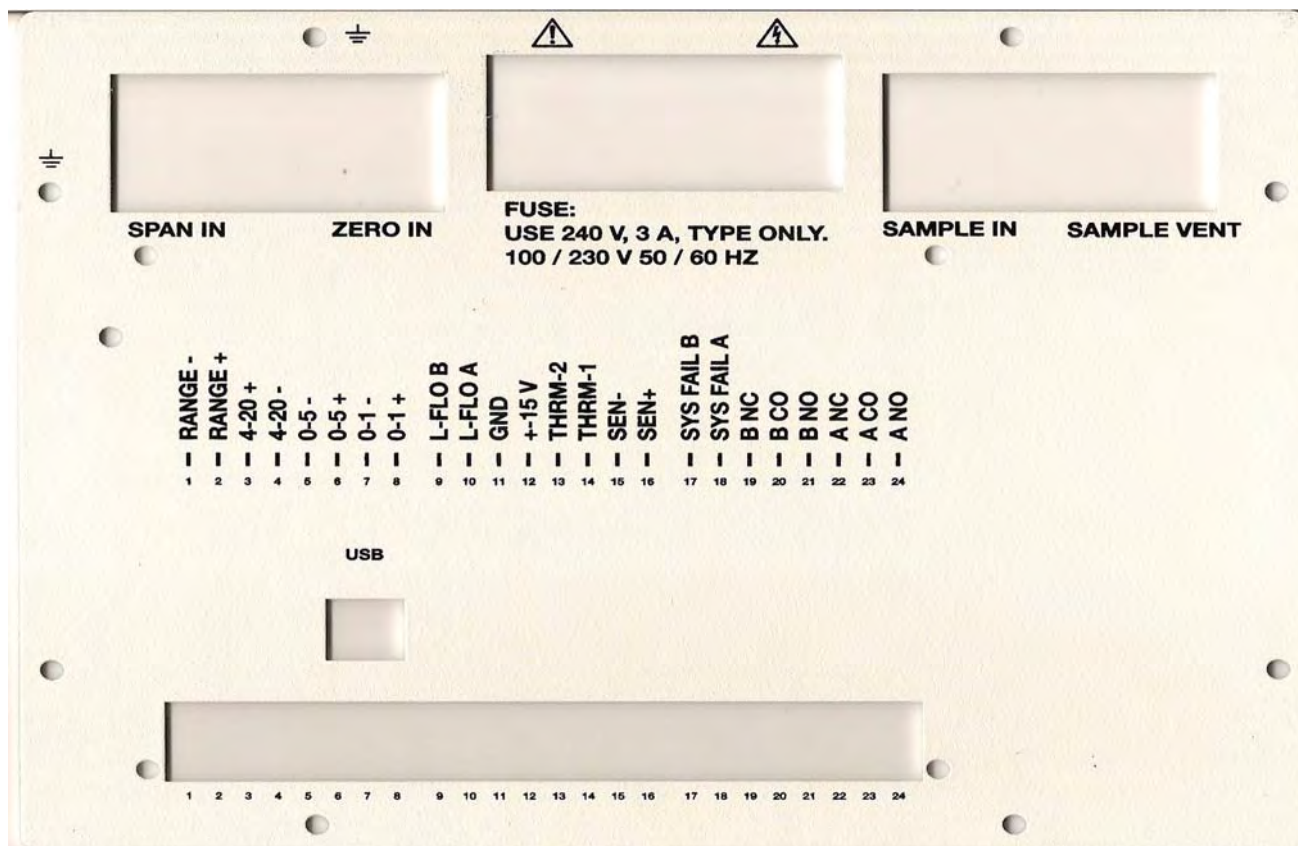 SPAN IN
ZERO IN
FUSE:
USE 240 V, 3 A, TYPE ONLY.
100 / 230 V 50 / 60 HZ
SAMPLE IN
SAMPLE VENT
1 - RANGE -
2 - RANGE +
3 - 4-20 +
4 - 4-20 -
5 - 0-5 -
6 - 0-5 +
7 - 0-1 -
8 - 0-1 +
9 - L-FLO B
10 - L-FLO A
11 - GND
12 - +-15 V
13 - THRM-2
14 - THRM-1
15 - SEN-
16 - SEN+
17 - SYS FAIL B
18 - SYS FAIL A
19 - B NC
20 - B CO
21 - B NO
22 - A NC
23 - A CO
24 - A NO
USB
1 2 3 4 5 6 7 8 9 10 11 12 13 14 15 16 17 18 19 20 21 22 23 24